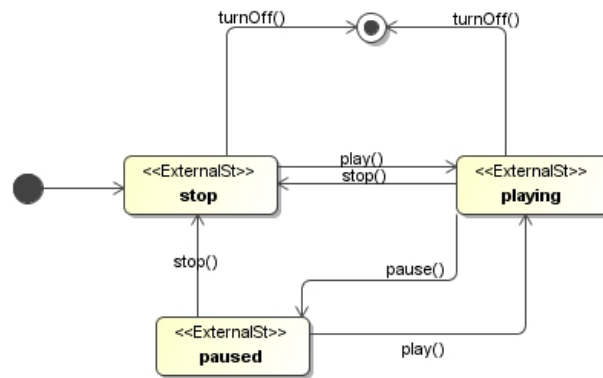 turnOff()
turnOff()
<<ExternalSt>>
stop
play()
stop()
<<ExternalSt>>
playing
stop()
pause()
<<ExternalSt>>
paused
play()